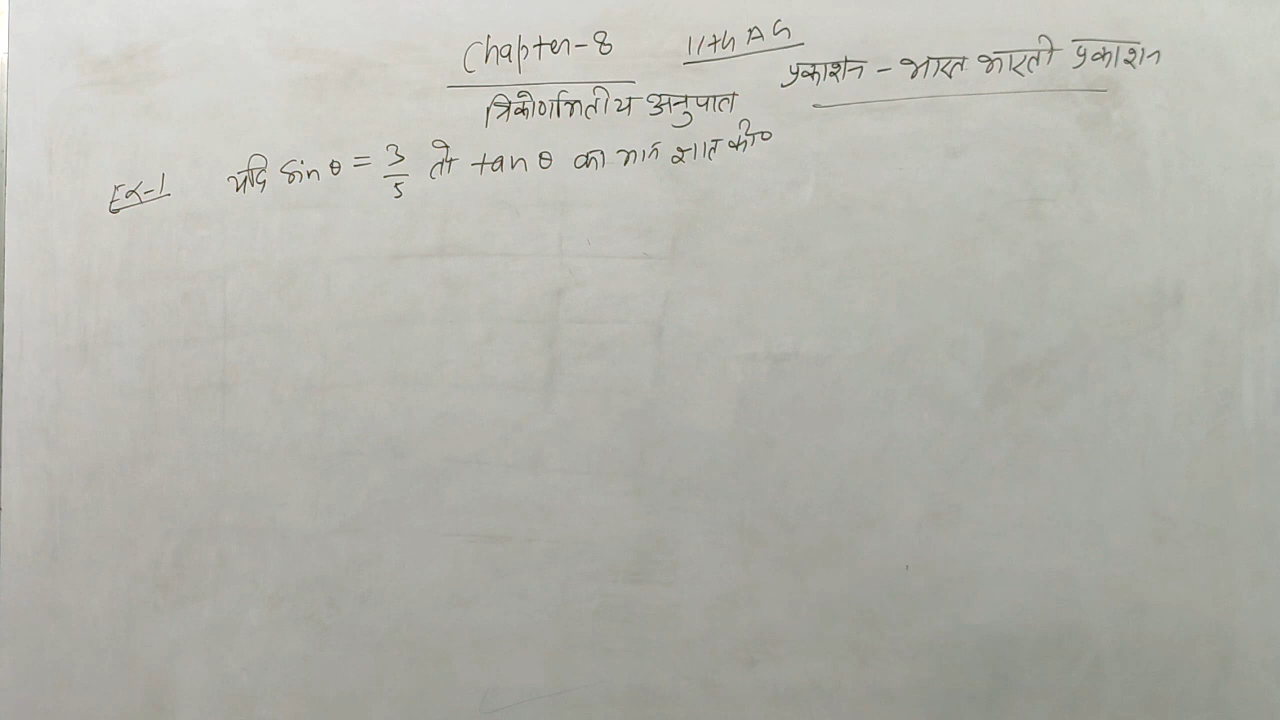 Chapter-8 11th AG
प्रकाशन - भारत भारती प्रकाशन
त्रिकोणमितीय अनुपात
Ex-1 यदि sin θ = 3/5 तो tan θ का मान ज्ञात की०